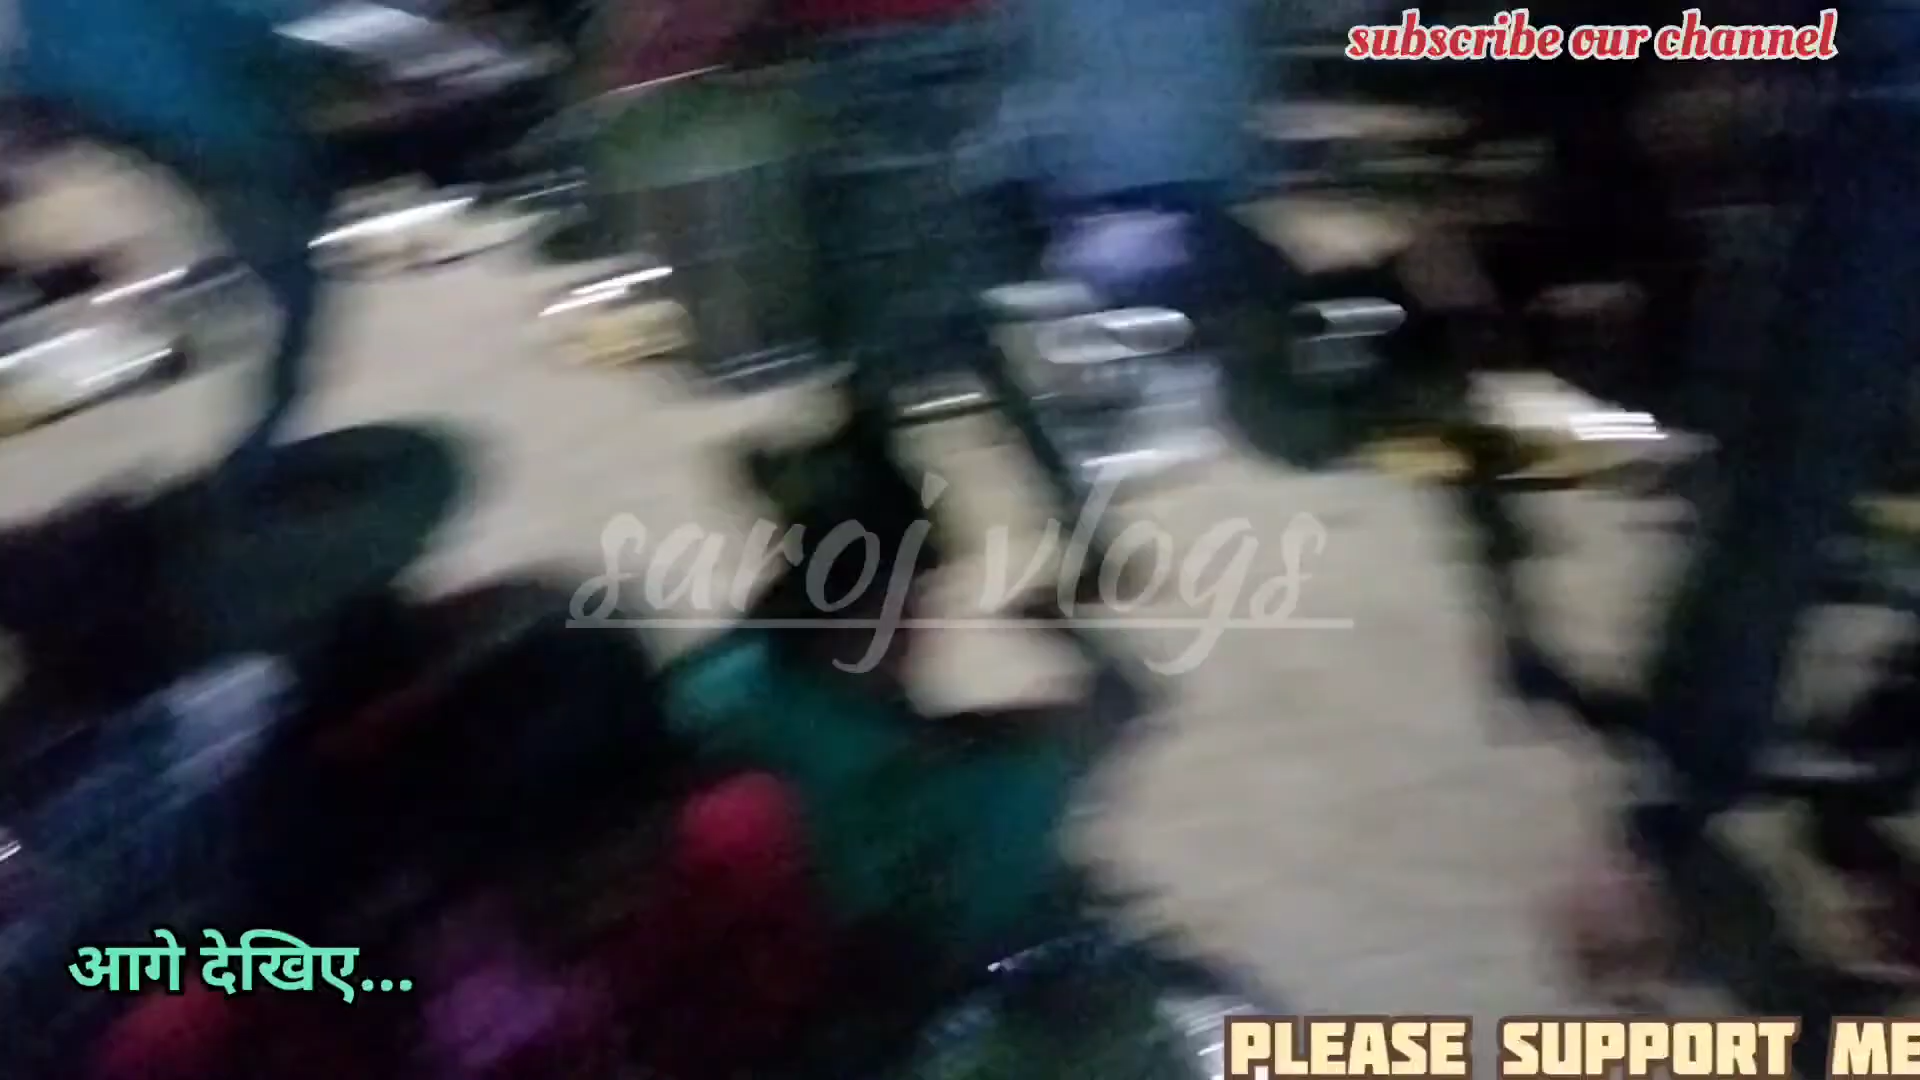 subscribe our channel
saroj vlogs
आगे देखिए...
PLEASE SUPPORT ME